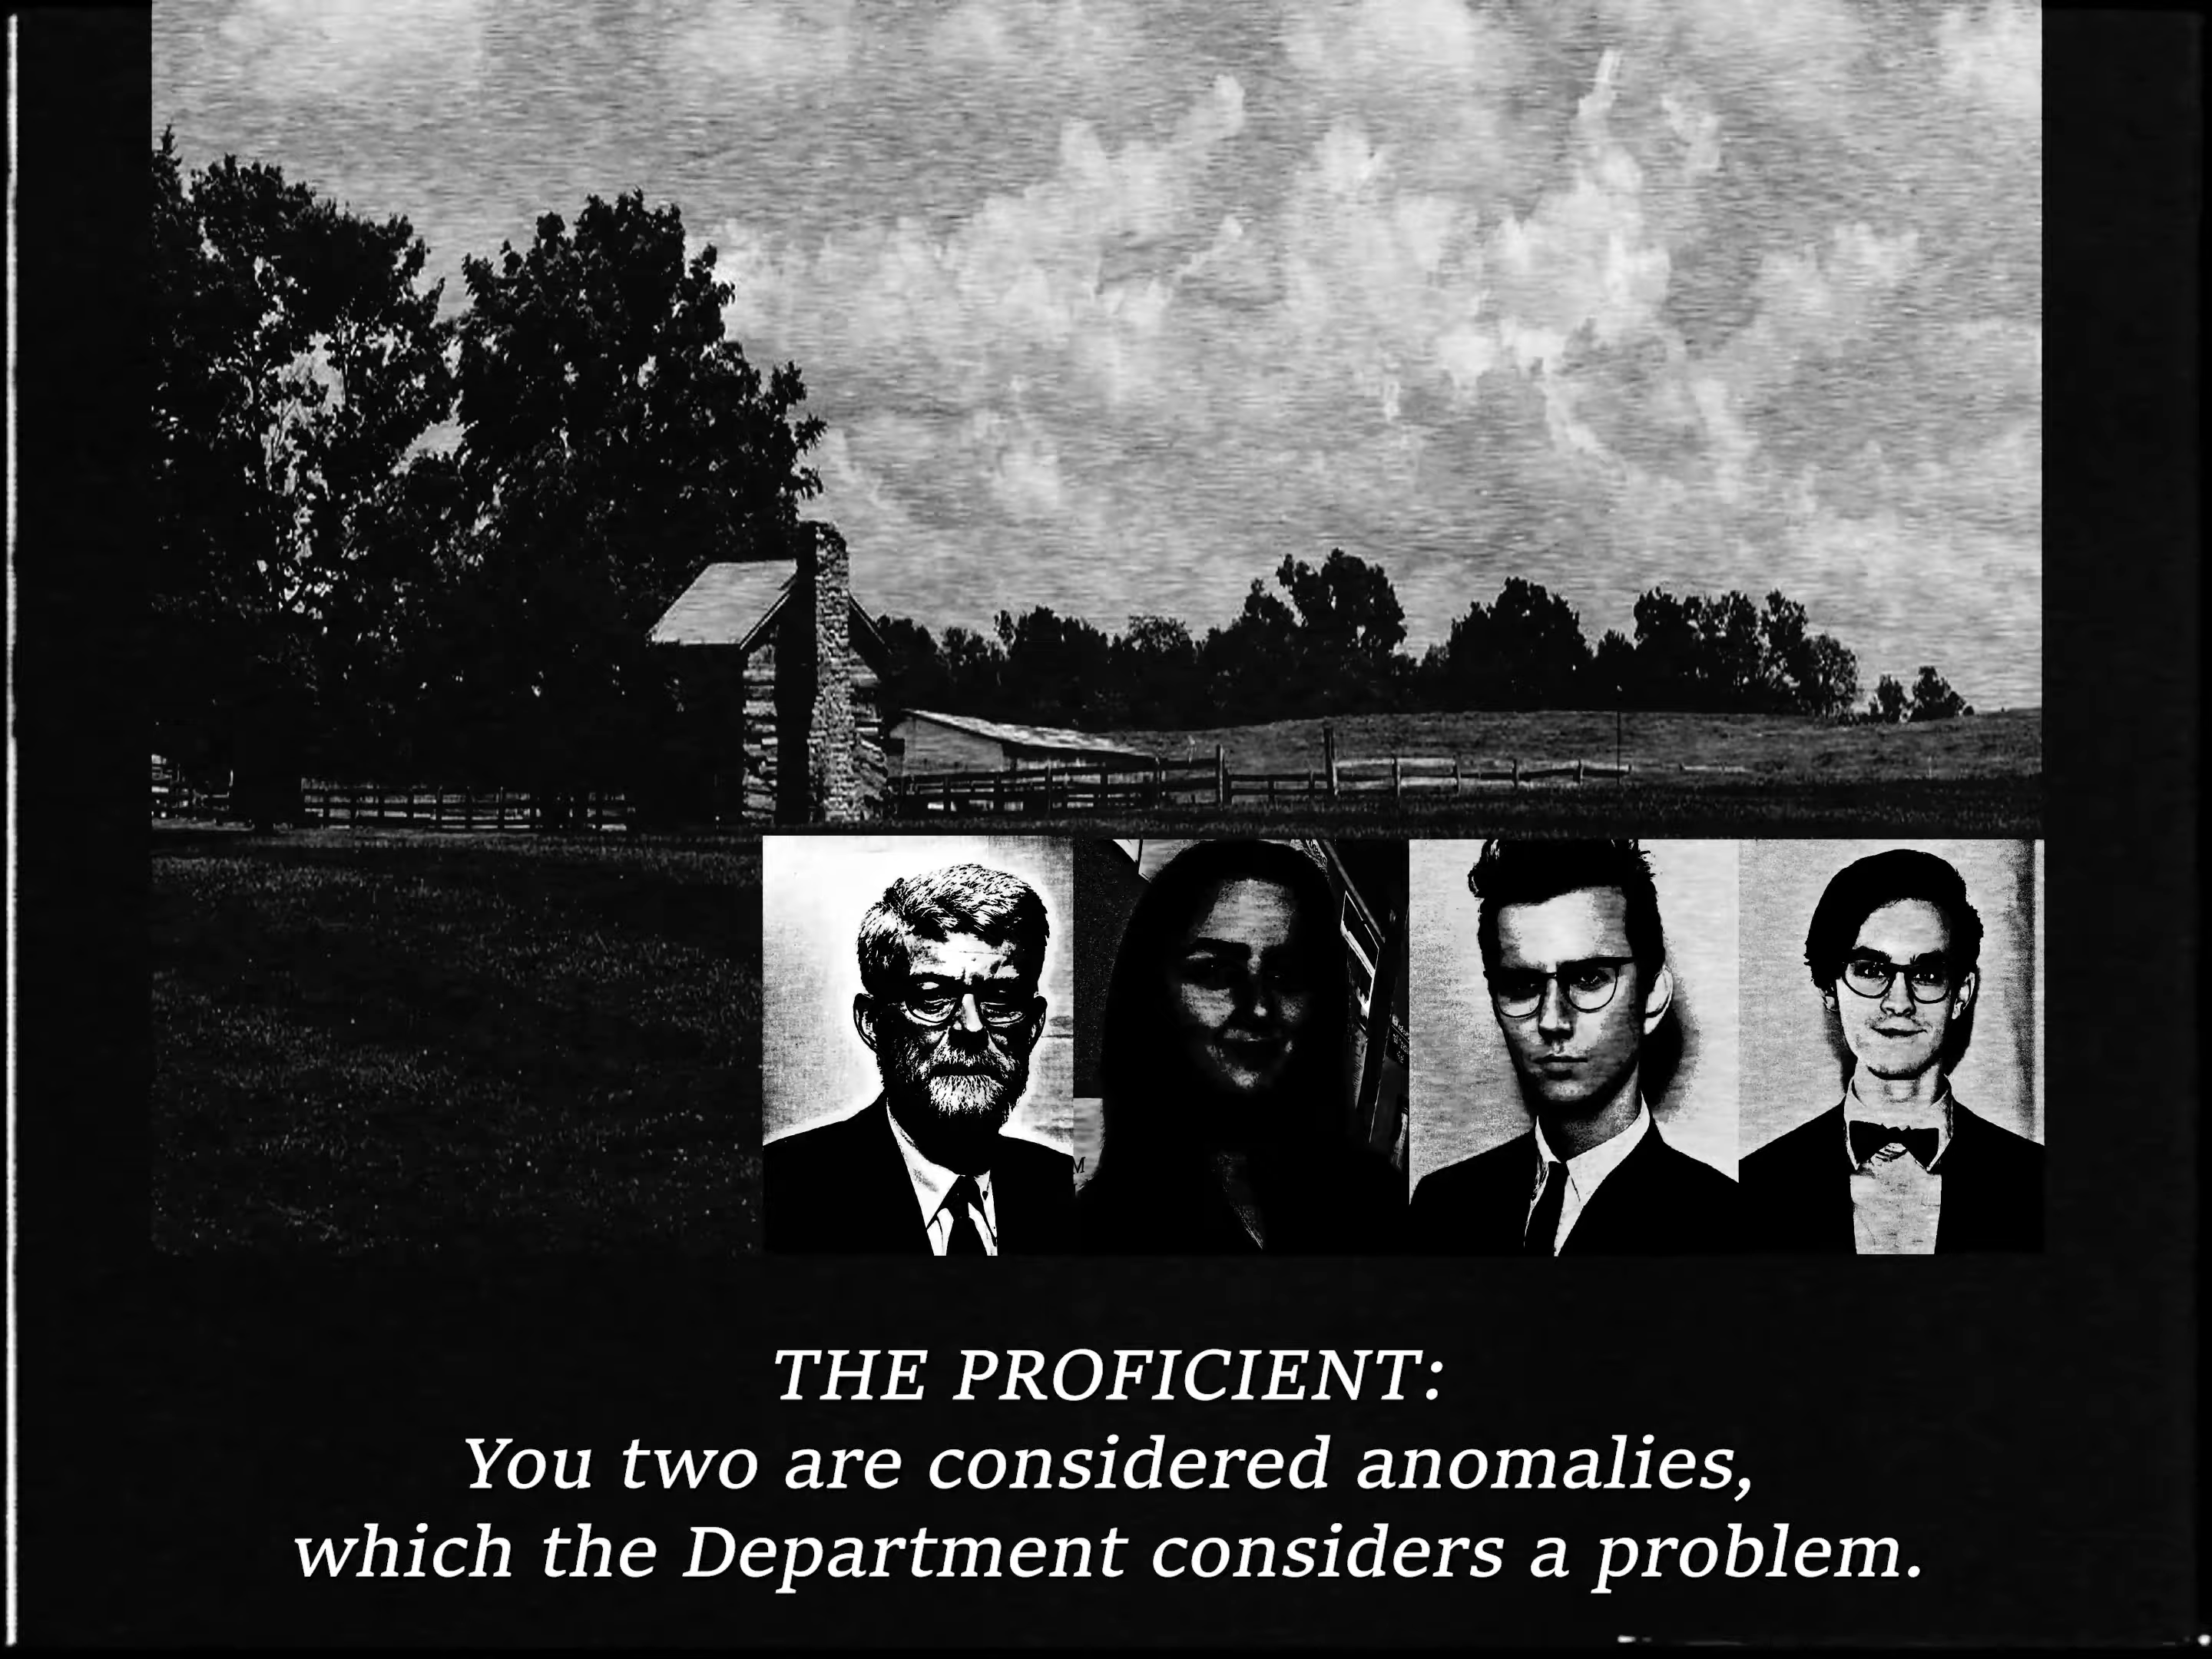 M
THE PROFICIENT:
You two are considered anomalies,
which the Department considers a problem.